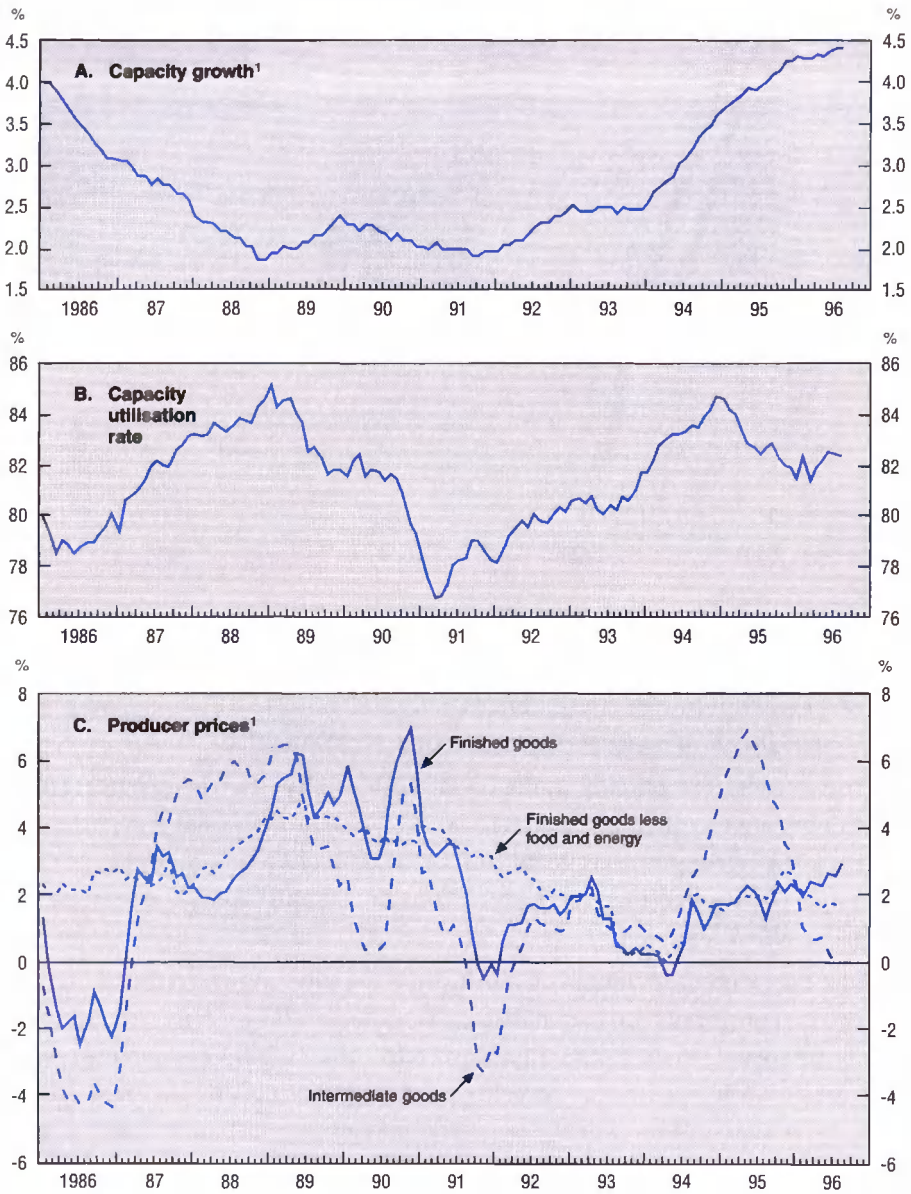 % %
4.5 4.5
A. Capacity growth¹
4.0 4.0
3.5 3.5
3.0 3.0
2.5 2.5
2.0 2.0
1.5 1.5
1986 87 88 89 90 91 92 93 94 95 96
% %
86 86
B. Capacity
utilisation
rate
84 84
82 82
80 80
78 78
76 76
1986 87 88 89 90 91 92 93 94 95 96
% %
8 8
C. Producer prices¹
Finished goods
6 6
Finished goods less
food and energy
4 4
2 2
0 0
-2 -2
Intermediate goods
-4 -4
-6 -6
1986 87 88 89 90 91 92 93 94 95 96